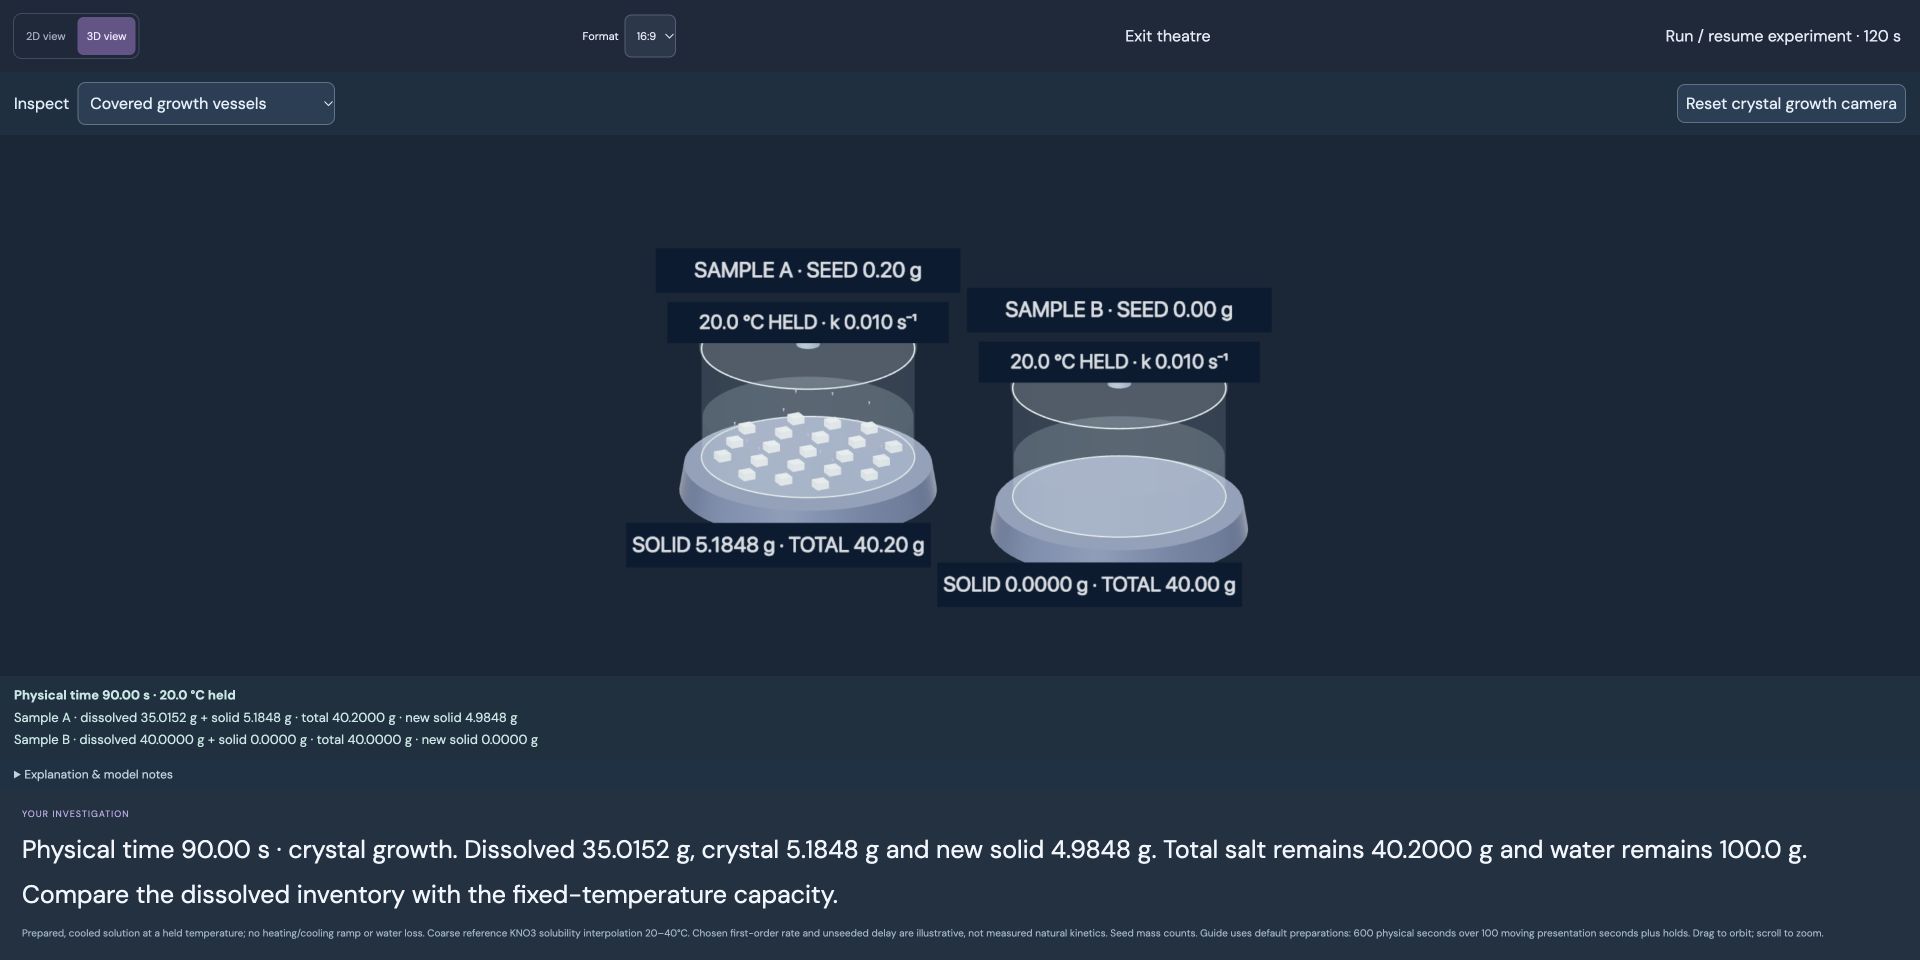 2D view
3D view
Format
16:9
Exit theatre
Run / resume experiment · 120 s
Inspect
Covered growth vessels
Reset crystal growth camera
SAMPLE A · SEED 0.20 g
20.0 °C HELD · k 0.010 s⁻¹
SAMPLE B · SEED 0.00 g
20.0 °C HELD · k 0.010 s⁻¹
SOLID 5.1848 g · TOTAL 40.20 g
SOLID 0.0000 g · TOTAL 40.00 g
Physical time 90.00 s · 20.0 °C held
Sample A · dissolved 35.0152 g + solid 5.1848 g · total 40.2000 g · new solid 4.9848 g
Sample B · dissolved 40.0000 g + solid 0.0000 g · total 40.0000 g · new solid 0.0000 g
Explanation & model notes
YOUR INVESTIGATION
Physical time 90.00 s · crystal growth. Dissolved 35.0152 g, crystal 5.1848 g and new solid 4.9848 g. Total salt remains 40.2000 g and water remains 100.0 g.
Compare the dissolved inventory with the fixed-temperature capacity.
Prepared, cooled solution at a held temperature; no heating/cooling ramp or water loss. Coarse reference KNO3 solubility interpolation 20–40°C. Chosen first-order rate and unseeded delay are illustrative, not measured natural kinetics. Seed mass counts. Guide uses default preparations: 600 physical seconds over 100 moving presentation seconds plus holds. Drag to orbit; scroll to zoom.